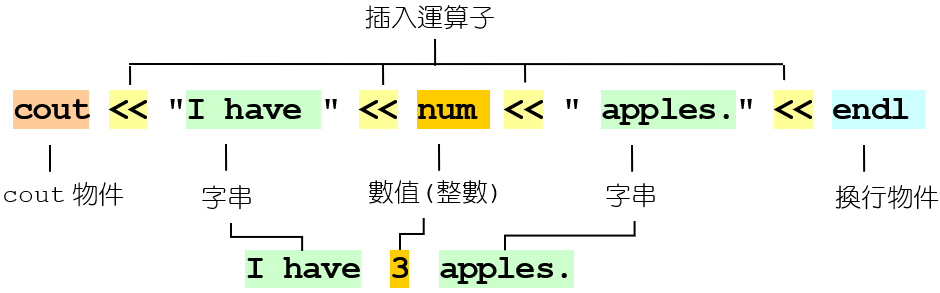 插入運算子
cout << "I have " << num << " apples." << endl
cout 物件 字串 數值(整數) 字串 換行物件
I have 3 apples.